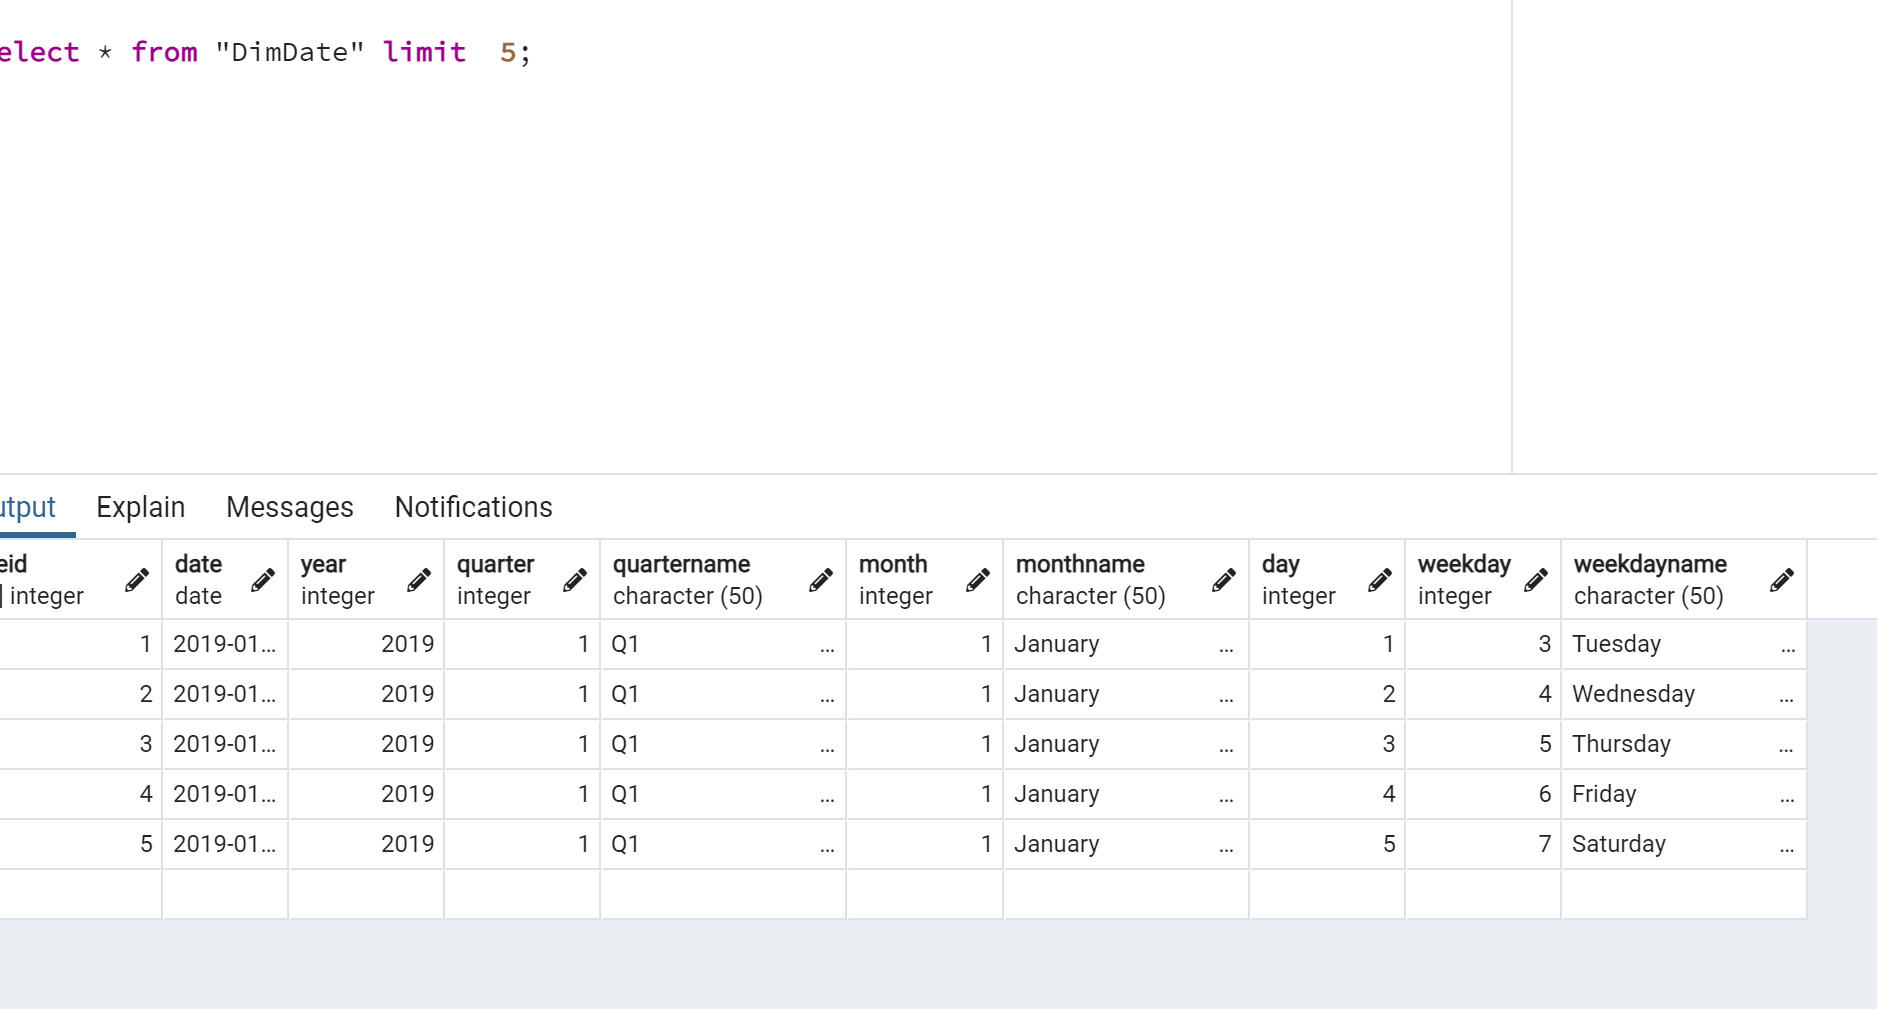 elect * from "DimDate" limit  5;
utput Explain Messages Notifications
eid date year quarter quartername month monthname day weekday weekdayname
] integer date integer integer character (50) integer character (50) integer integer character (50)
1 2019-01... 2019 1 Q1 ... 1 January ... 1 3 Tuesday ...
2 2019-01... 2019 1 Q1 ... 1 January ... 2 4 Wednesday ...
3 2019-01... 2019 1 Q1 ... 1 January ... 3 5 Thursday ...
4 2019-01... 2019 1 Q1 ... 1 January ... 4 6 Friday ...
5 2019-01... 2019 1 Q1 ... 1 January ... 5 7 Saturday ...